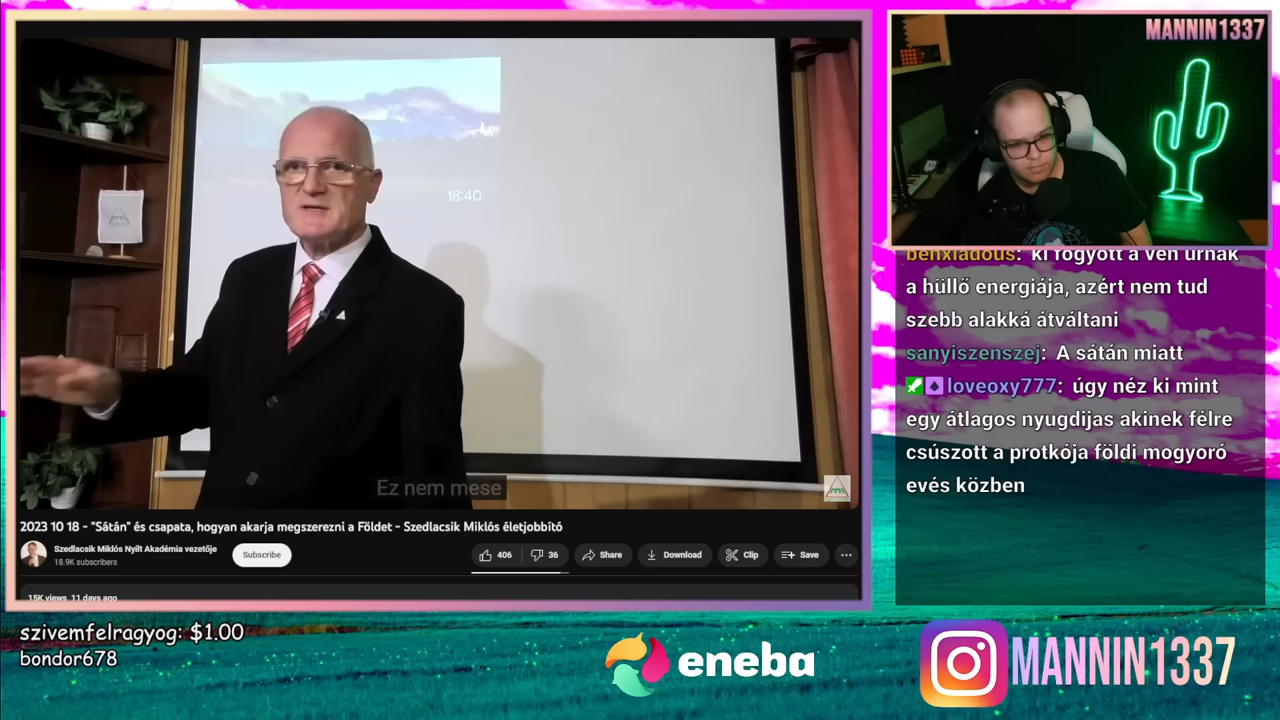 MANNIN1337
18:40
Ez nem mese
2023 10 18 - "Sátán" és csapata, hogyan akarja megszerezni a Földet - Szedlacsik Miklós életjobbító
Szedlacsik Miklós Nyílt Akadémia vezetője
18.9K subscribers
Subscribe
406
36
Share
Download
Clip
Save
15K views 11 days ago
benxladous: ki fogyott a vén úrnak
a hüllő energiája, azért nem tud
szebb alakká átváltani
sanyiszenszej: A sátán miatt
loveoxy777: úgy néz ki mint
egy átlagos nyugdijas akinek félre
csúszott a protkója földi mogyoró
evés közben
szivemfelragyog: $1.00
bondor678
eneba
MANNIN1337